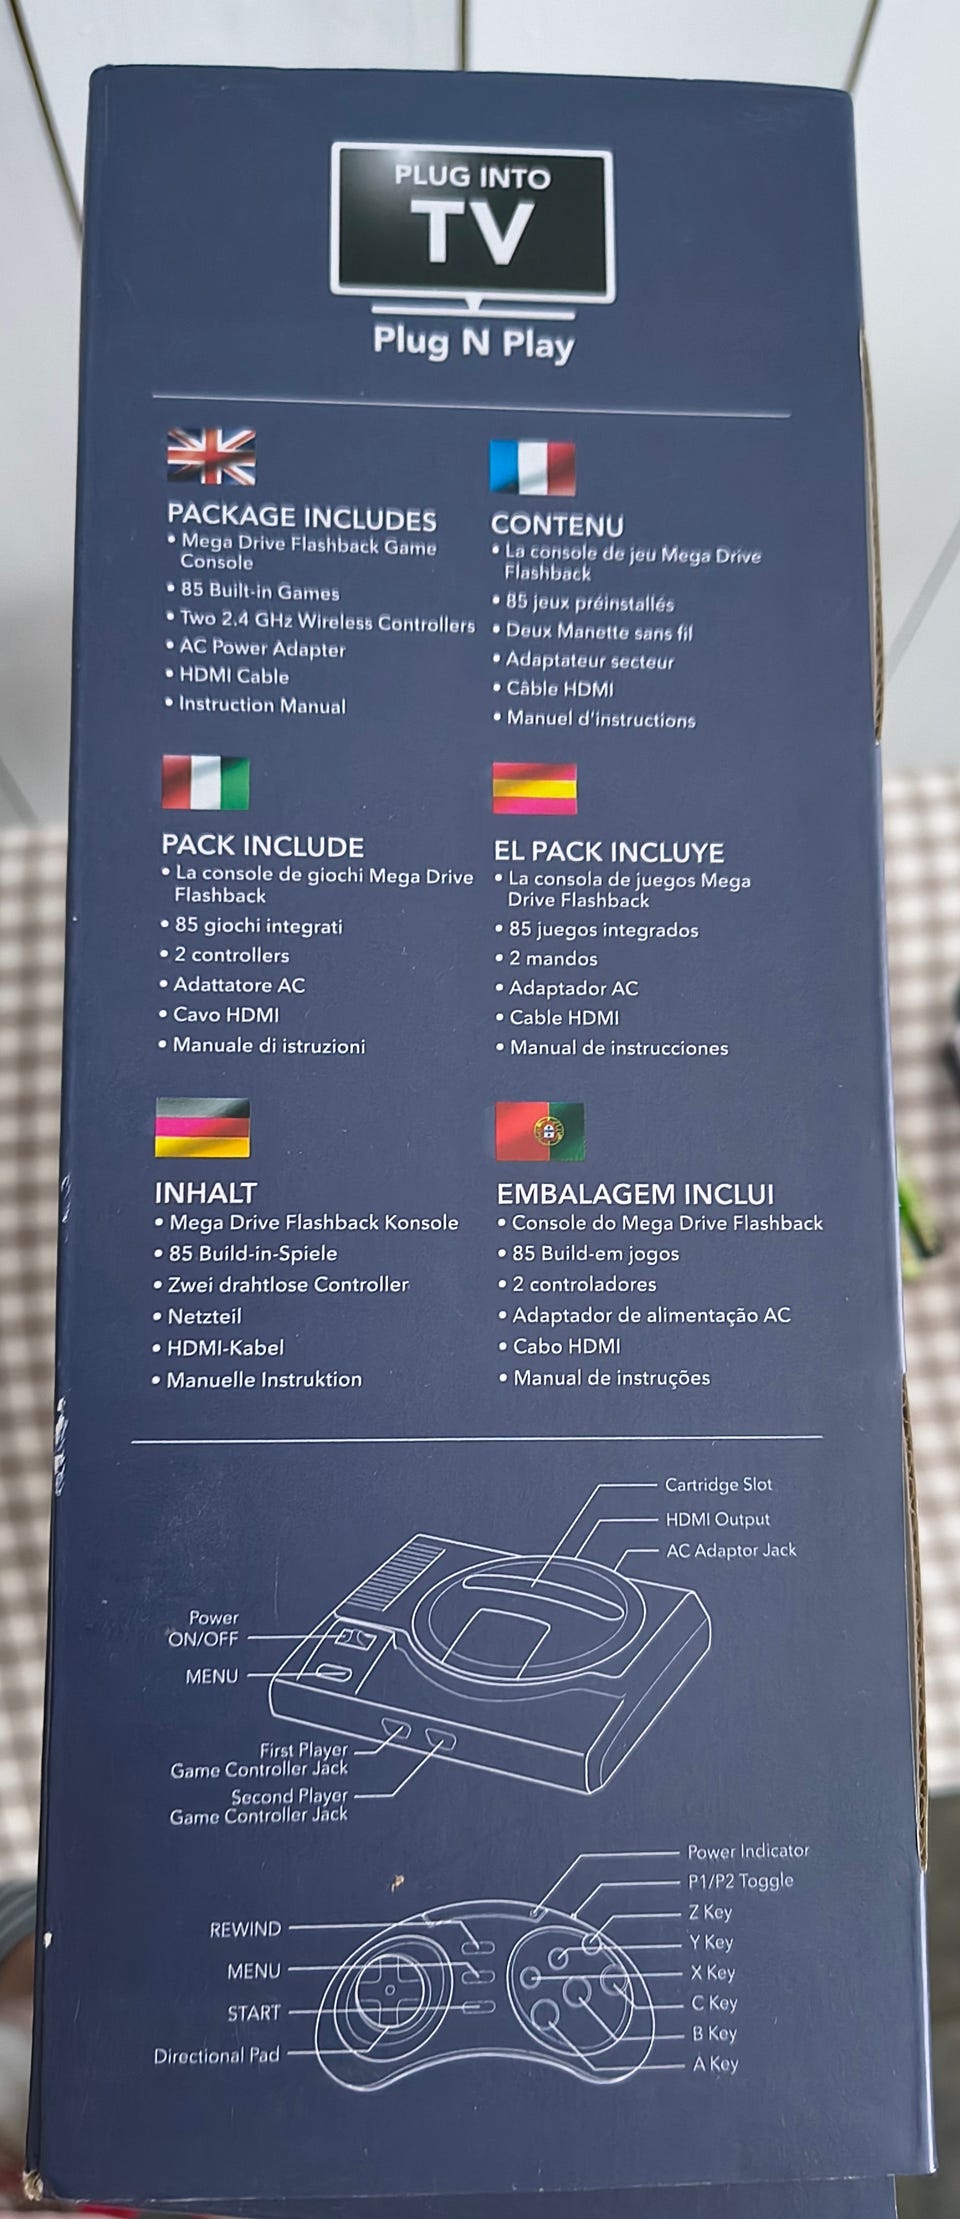 PLUG INTO
TV
Plug N Play
PACKAGE INCLUDES
• Mega Drive Flashback Game
Console
• 85 Built-in Games
• Two 2.4 GHz Wireless Controllers
• AC Power Adapter
• HDMI Cable
• Instruction Manual
CONTENU
• La console de jeu Mega Drive
Flashback
• 85 jeux préinstallés
• Deux Manette sans fil
• Adaptateur secteur
• Câble HDMI
• Manuel d'instructions
PACK INCLUDE
• La console de giochi Mega Drive
Flashback
• 85 giochi integrati
• 2 controllers
• Adattatore AC
• Cavo HDMI
• Manuale di istruzioni
EL PACK INCLUYE
• La consola de juegos Mega
Drive Flashback
• 85 juegos integrados
• 2 mandos
• Adaptador AC
• Cable HDMI
• Manual de instrucciones
INHALT
• Mega Drive Flashback Konsole
• 85 Build-in-Spiele
• Zwei drahtlose Controller
• Netzteil
• HDMI-Kabel
• Manuelle Instruktion
EMBALAGEM INCLUI
• Console do Mega Drive Flashback
• 85 Build-em jogos
• 2 controladores
• Adaptador de alimentação AC
• Cabo HDMI
• Manual de instruções
Cartridge Slot
HDMI Output
AC Adaptor Jack
Power
ON/OFF
MENU
First Player
Game Controller Jack
Second Player
Game Controller Jack
Power Indicator
P1/P2 Toggle
Z Key
Y Key
X Key
C Key
B Key
A Key
REWIND
MENU
START
Directional Pad